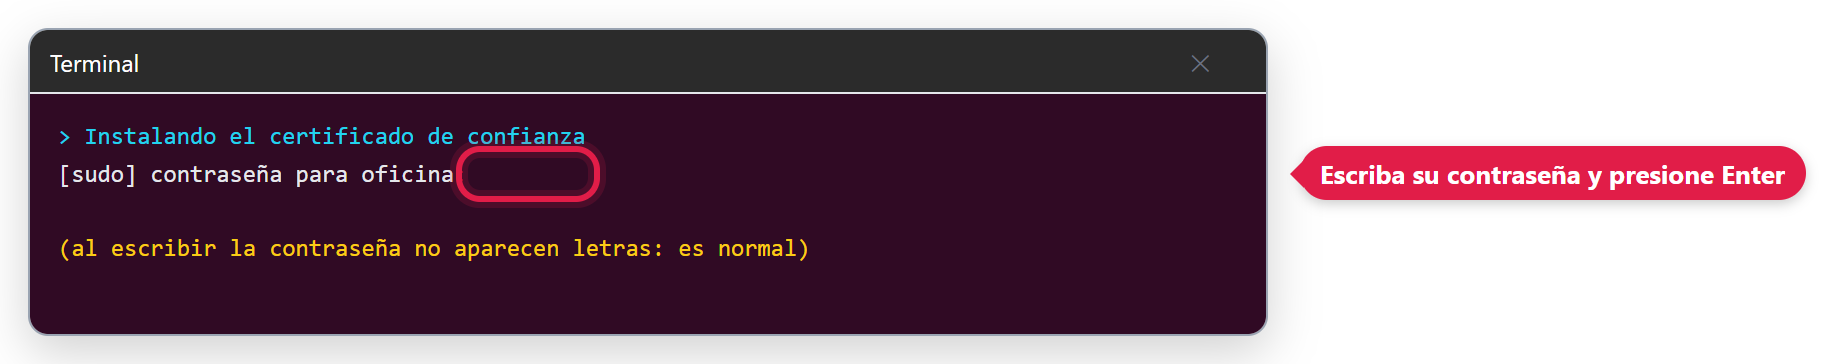 Terminal
> Instalando el certificado de confianza
[sudo] contraseña para oficina
Escriba su contraseña y presione Enter
(al escribir la contraseña no aparecen letras: es normal)